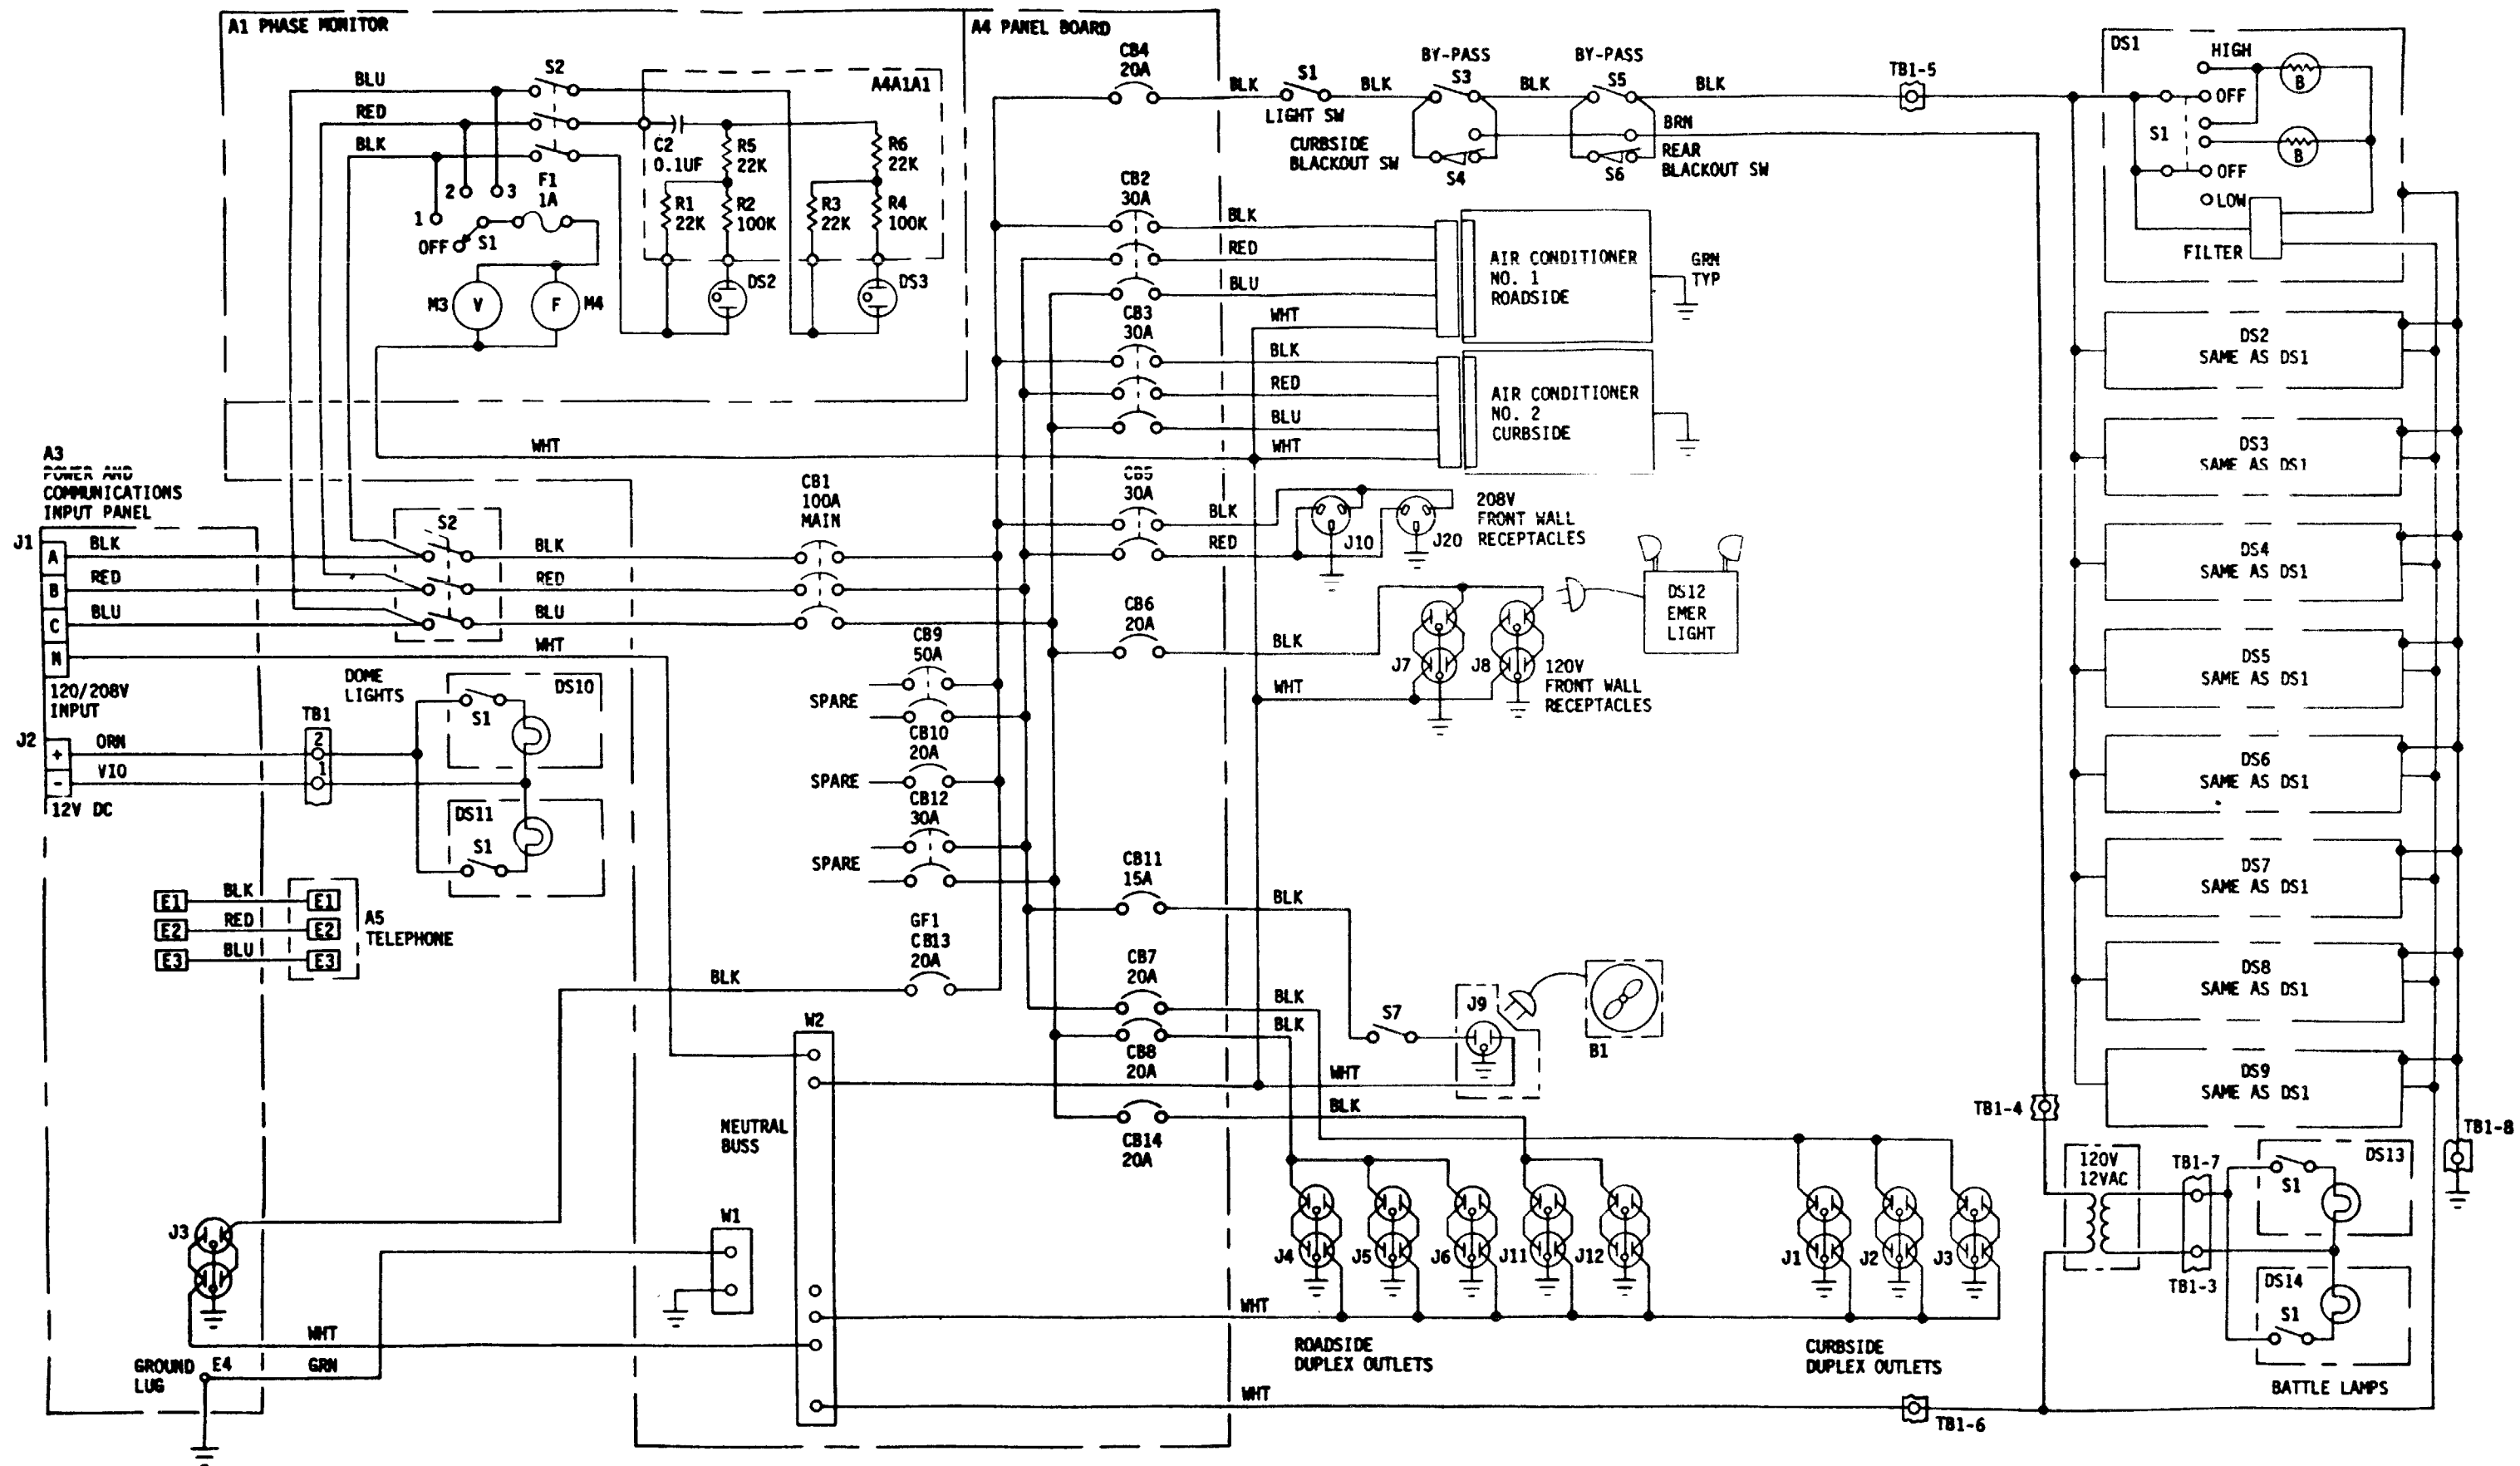 A1 PHASE MONITOR
A4 PANEL BOARD
BLU
RED
BLK
S2
A4A1A1
C2
0.1UF
R5
22K
R6
22K
R1
22K
R2
100K
R3
22K
R4
100K
1
2
3
F1
1A
OFF
S1
M3
V
F
M4
DS2
DS3
WHT
CB4
20A
BLK
S1
LIGHT SW
BLK
BY-PASS
S3
CURBSIDE
BLACKOUT SW
S4
BLK
BY-PASS
S5
BLK
BRN
REAR
BLACKOUT SW
S6
TB1-5
CB2
30A
BLK
RED
BLU
WHT
AIR CONDITIONER
NO. 1
ROADSIDE
GRN
TYP
CB3
30A
BLK
RED
BLU
WHT
AIR CONDITIONER
NO. 2
CURBSIDE
DS1
HIGH
B
OFF
S1
B
OFF
LOW
FILTER
DS2
SAME AS DS1
DS3
SAME AS DS1
DS4
SAME AS DS1
DS5
SAME AS DS1
DS6
SAME AS DS1
DS7
SAME AS DS1
DS8
SAME AS DS1
DS9
SAME AS DS1
A3
POWER AND
COMMUNICATIONS
INPUT PANEL
J1
A
BLK
B
RED
C
BLU
N
WHT
120/208V
INPUT
S2
BLK
RED
BLU
CB1
100A
MAIN
CB5
30A
BLK
RED
J10
J20
208V
FRONT WALL
RECEPTACLES
CB6
20A
BLK
WHT
J7
J8
120V
FRONT WALL
RECEPTACLES
DS12
EMER
LIGHT
J2
+
ORN
-
VIO
12V DC
TB1
2
1
DOME
LIGHTS
DS10
S1
DS11
S1
CB9
50A
SPARE
CB10
20A
SPARE
CB12
30A
SPARE
E1
BLK
E1
E2
RED
E2
E3
BLU
E3
A5
TELEPHONE
GF1
CB13
20A
BLK
CB11
15A
BLK
CB7
20A
BLK
BLK
CB8
20A
S7
J9
B1
WHT
BLK
CB14
20A
W2
NEUTRAL
BUSS
W1
J3
WHT
GROUND
LUG
E4
GRN
J4
J5
J6
J11
J12
J1
J2
J3
WHT
ROADSIDE
DUPLEX OUTLETS
CURBSIDE
DUPLEX OUTLETS
WHT
TB1-6
TB1-4
120V
12VAC
TB1-7
TB1-3
DS13
S1
DS14
S1
BATTLE LAMPS
TB1-8